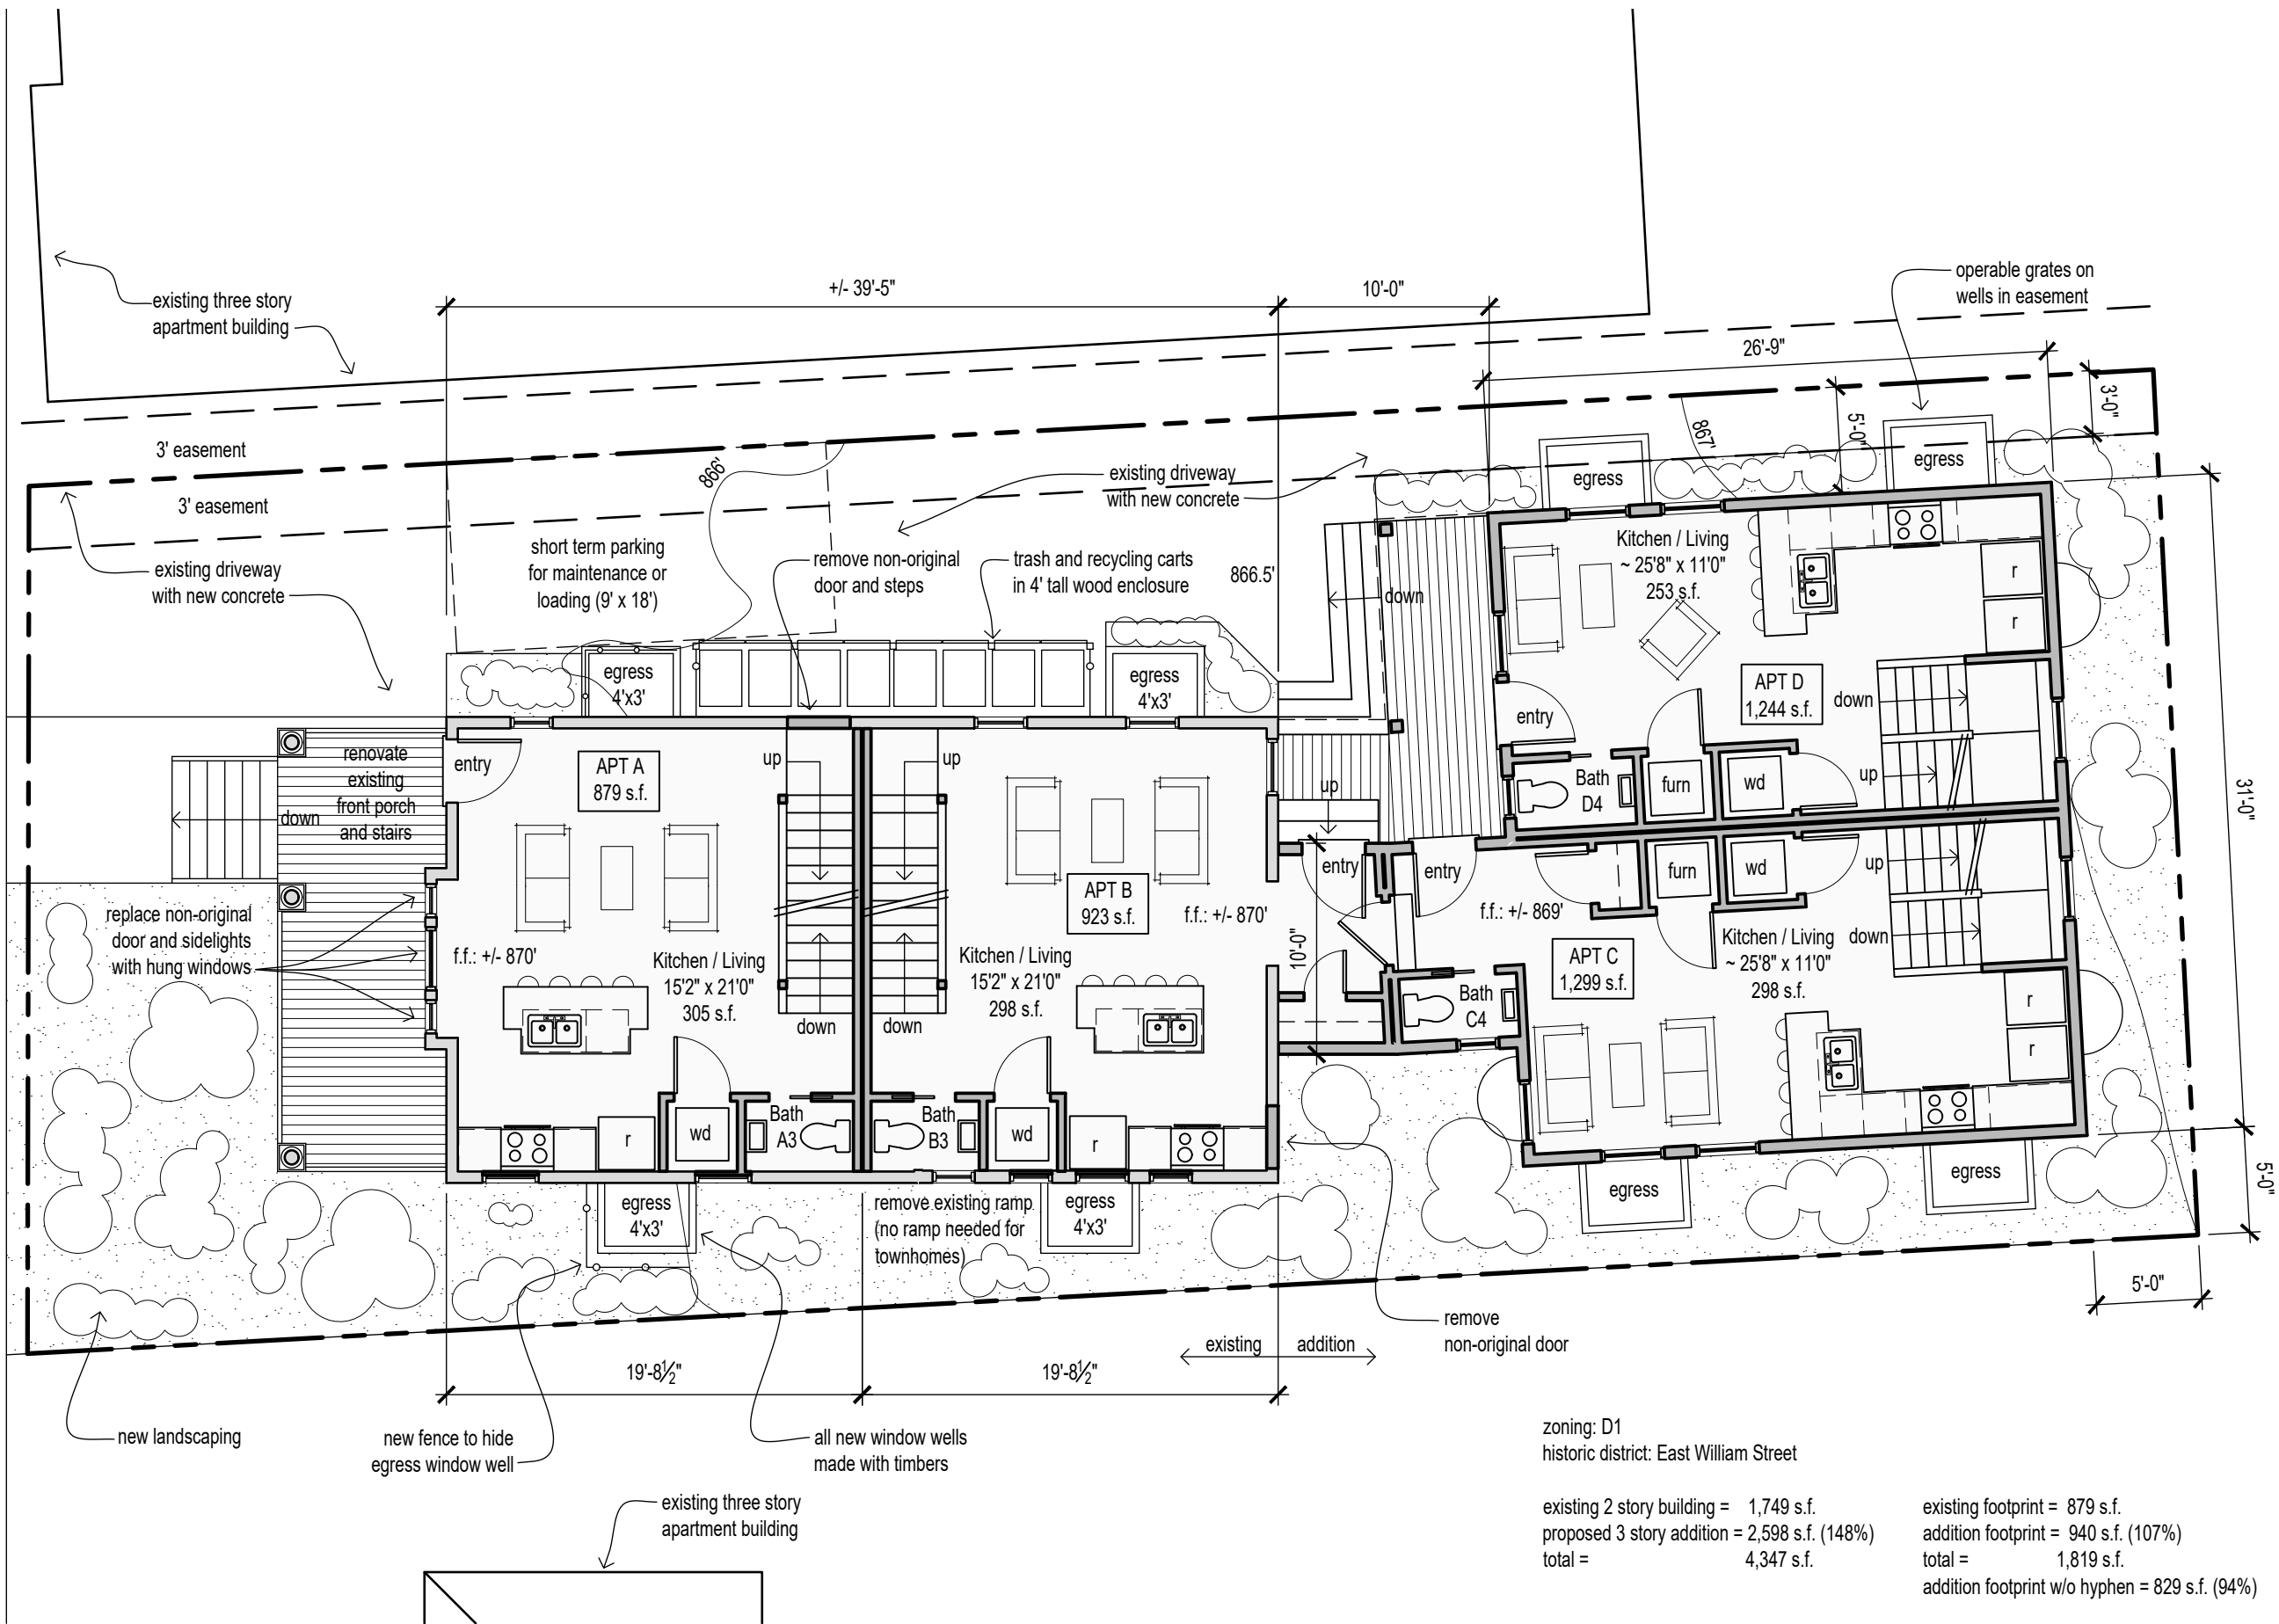 existing three story
apartment building
+/- 39'-5"
10'-0"
operable grates on
wells in easement
26'-9"
3'-0"
5'-0"
867'
3' easement
3' easement
866'
existing driveway
with new concrete
egress
egress
existing driveway
with new concrete
short term parking
for maintenance or
loading (9' x 18')
remove non-original
door and steps
trash and recycling carts
in 4' tall wood enclosure
866.5'
down
Kitchen / Living
~ 25'8" x 11'0"
253 s.f.
r
r
egress
4'x3'
egress
4'x3'
APT D
1,244 s.f.
down
entry
up
Bath
D4
furn
wd
31'-0"
renovate
existing
front porch
and stairs
down
entry
APT A
879 s.f.
up
up
up
entry
entry
furn
wd
up
replace non-original
door and sidelights
with hung windows
f.f.: +/- 870'
APT B
923 s.f.
f.f.: +/- 870'
10'-0"
f.f.: +/- 869'
Kitchen / Living
15'2" x 21'0"
305 s.f.
down
down
Kitchen / Living
15'2" x 21'0"
298 s.f.
APT C
1,299 s.f.
Kitchen / Living
~ 25'8" x 11'0"
298 s.f.
down
r
r
Bath
C4
r
wd
Bath
A3
Bath
B3
wd
r
egress
4'x3'
remove existing ramp
(no ramp needed for
townhomes)
egress
4'x3'
egress
egress
5'-0"
5'-0"
remove
non-original door
existing
addition
19'-8½"
19'-8½"
new landscaping
new fence to hide
egress window well
all new window wells
made with timbers
existing three story
apartment building
zoning: D1
historic district: East William Street
existing 2 story building = 1,749 s.f.
proposed 3 story addition = 2,598 s.f. (148%)
total = 4,347 s.f.
existing footprint = 879 s.f.
addition footprint = 940 s.f. (107%)
total = 1,819 s.f.
addition footprint w/o hyphen = 829 s.f. (94%)